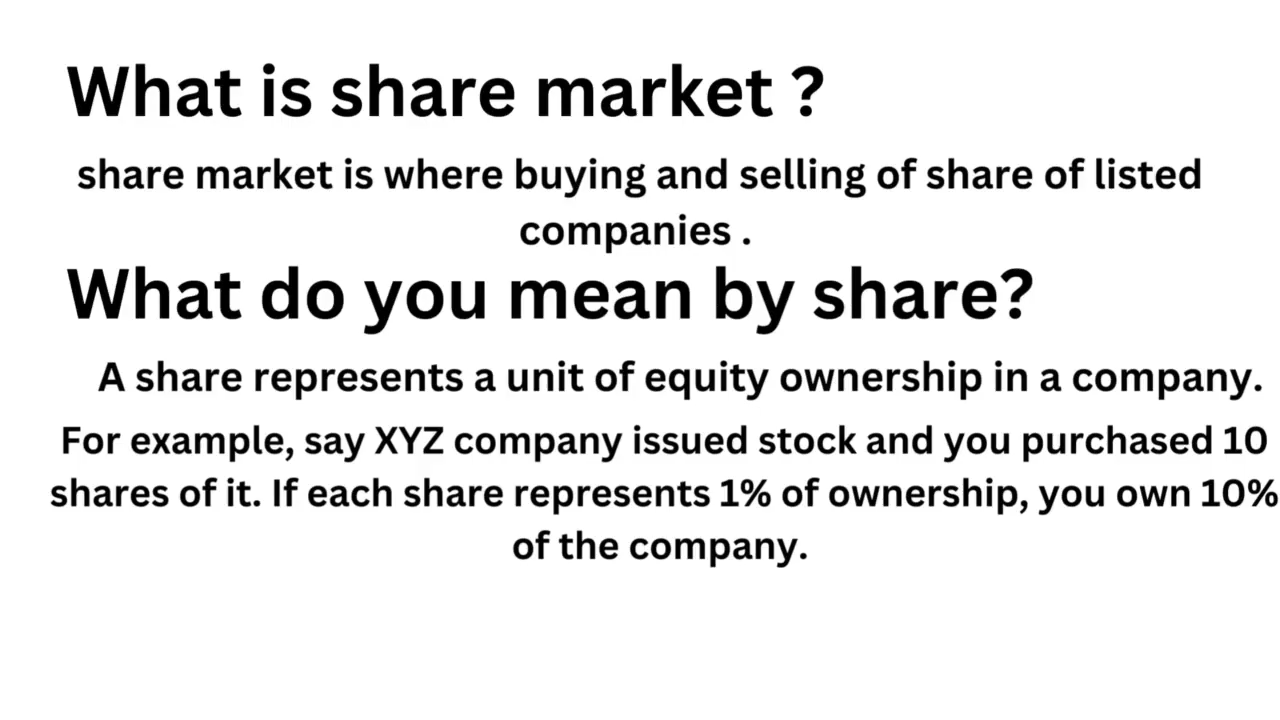 What is share market ?
share market is where buying and selling of share of listed
companies .
What do you mean by share?
A share represents a unit of equity ownership in a company.
For example, say XYZ company issued stock and you purchased 10
shares of it. If each share represents 1% of ownership, you own 10%
of the company.